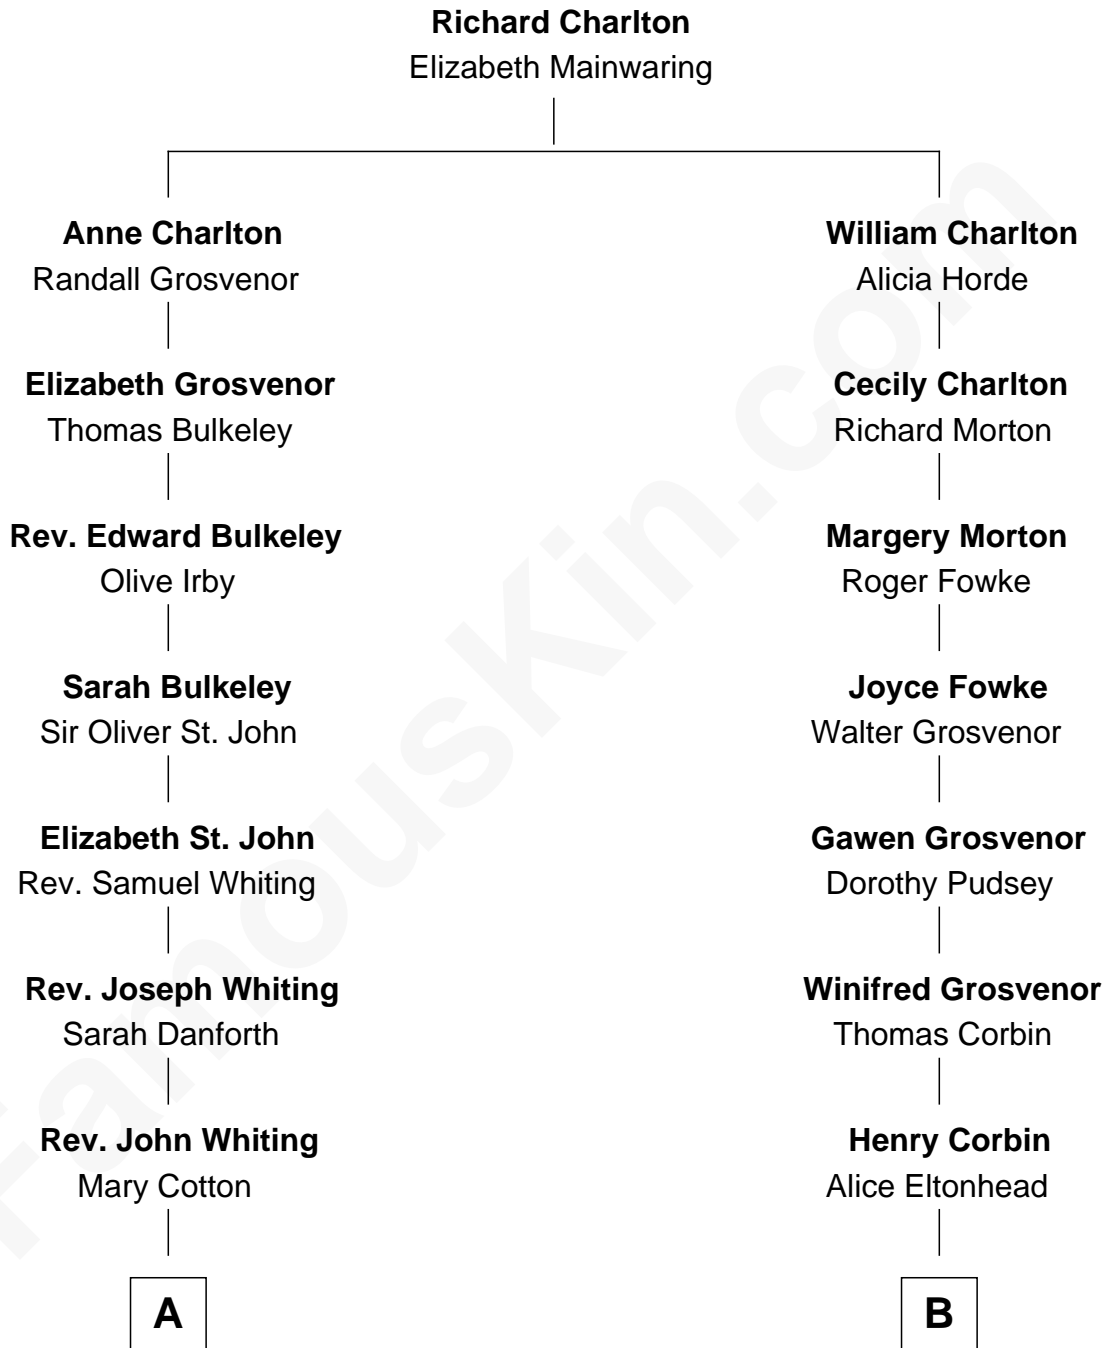 Richard Charlton
Elizabeth Mainwaring
Anne Charlton
Randall Grosvenor
Elizabeth Grosvenor
Thomas Bulkeley
Rev. Edward Bulkeley
Olive Irby
Sarah Bulkeley
Sir Oliver St. John
Elizabeth St. John
Rev. Samuel Whiting
Rev. Joseph Whiting
Sarah Danforth
Rev. John Whiting
Mary Cotton
A
William Charlton
Alicia Horde
Cecily Charlton
Richard Morton
Margery Morton
Roger Fowke
Joyce Fowke
Walter Grosvenor
Gawen Grosvenor
Dorothy Pudsey
Winifred Grosvenor
Thomas Corbin
Henry Corbin
Alice Eltonhead
B
FamousKin.com